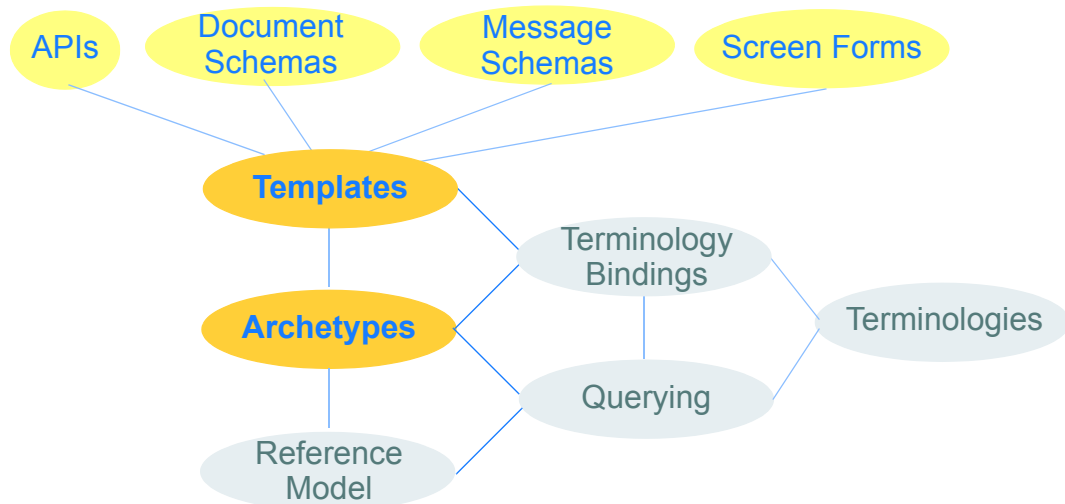 APIs
Document
Schemas
Message
Schemas
Screen Forms
Templates
Terminology
Bindings
Terminologies
Archetypes
Querying
Reference
Model